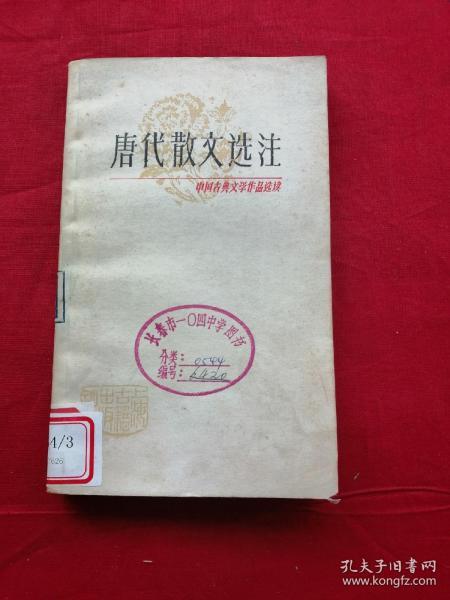 唐代散文选注
中国古典文学作品选读
长春市一〇四中学图书
分类：
编号：
4/3
7626
孔夫子旧书网
www.kongfz.com